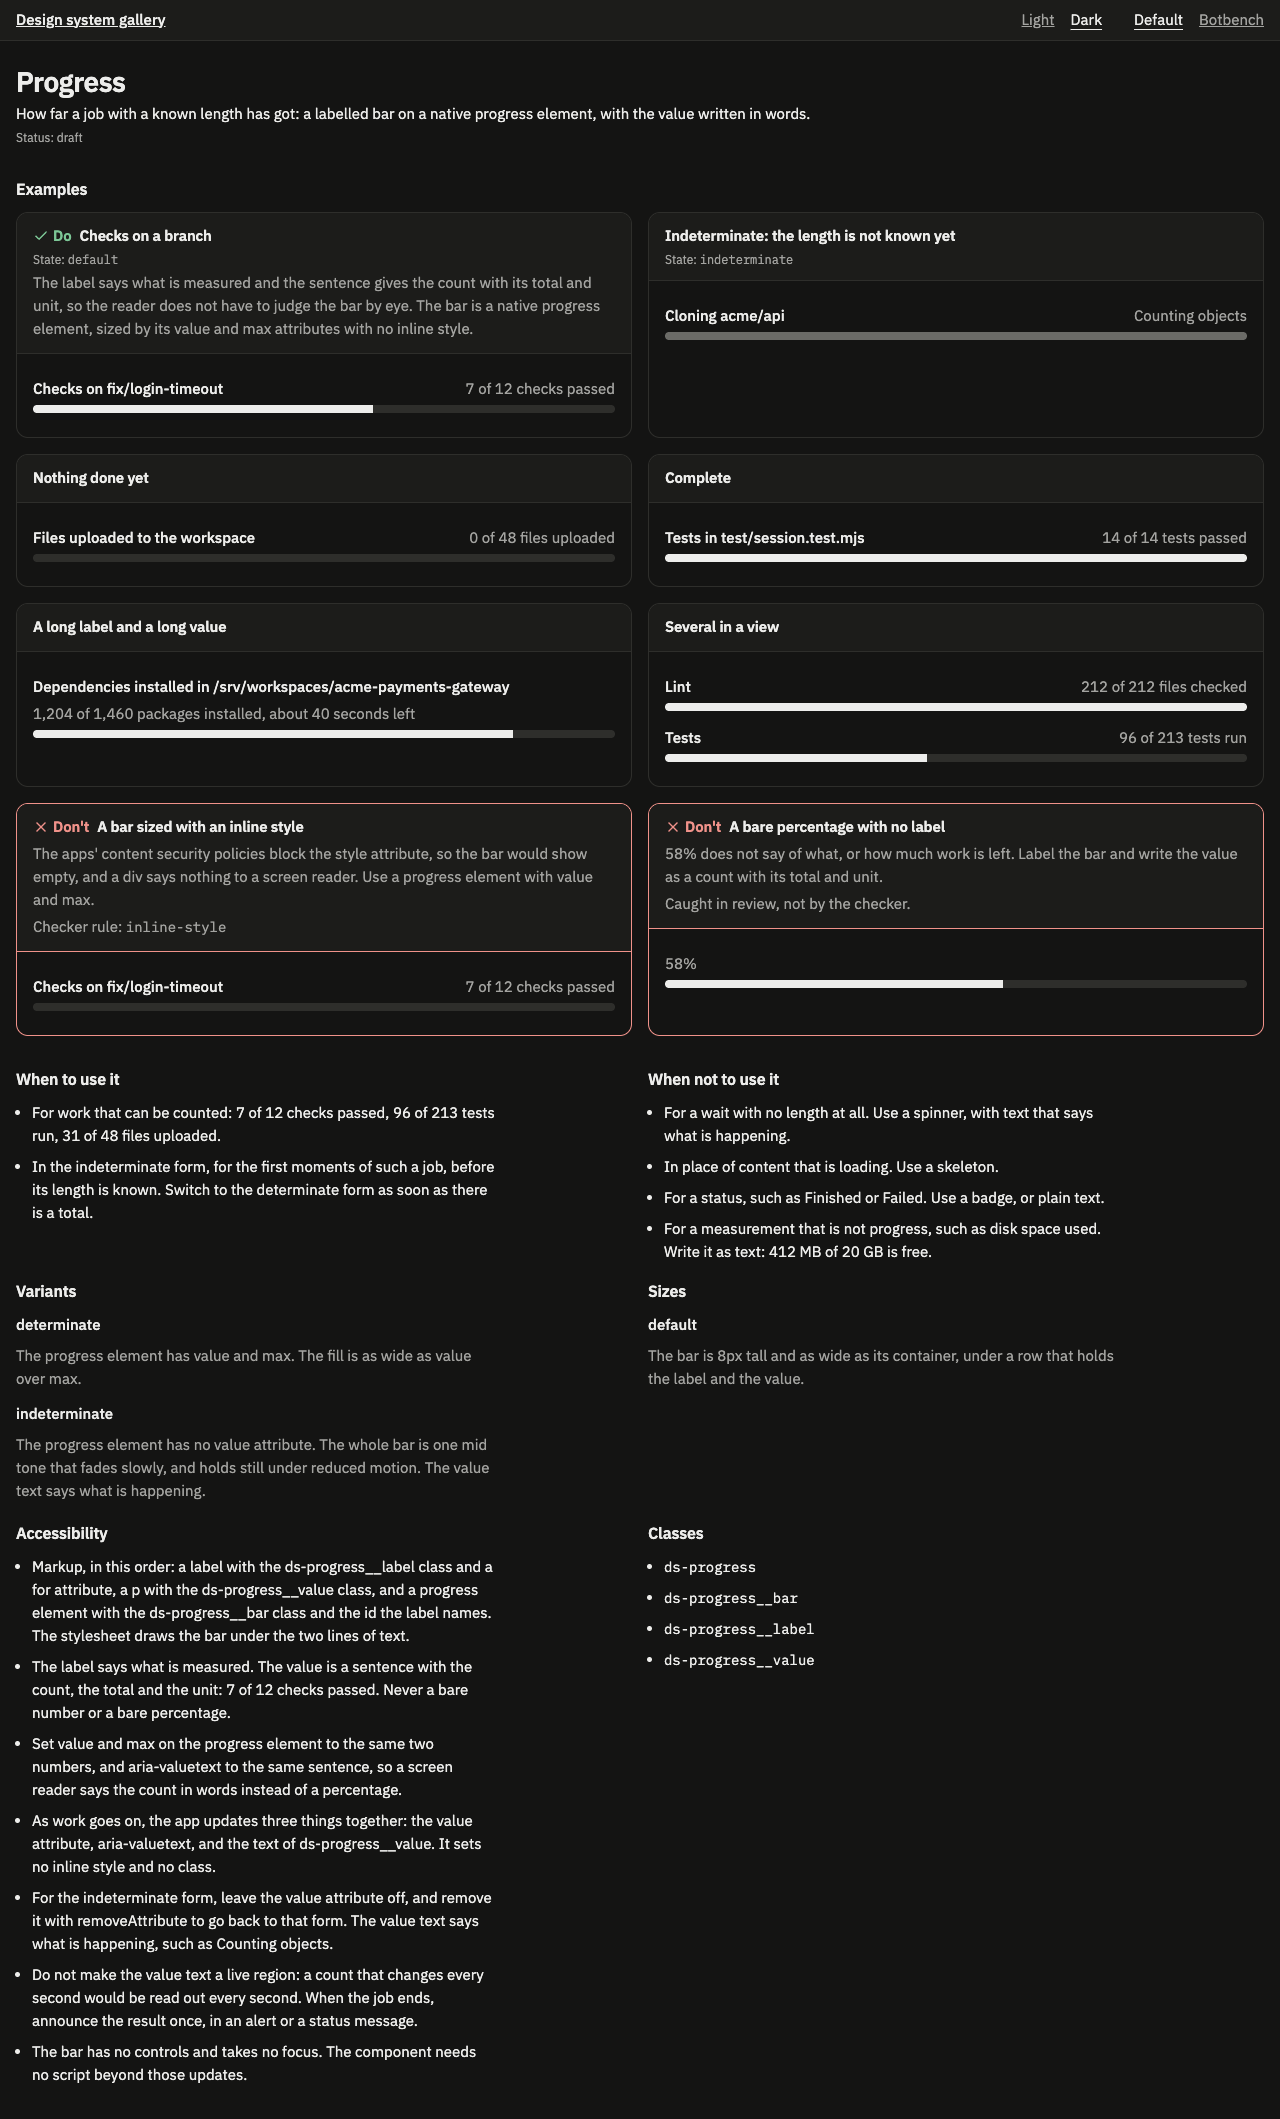 Design system gallery
Light Dark Default Botbench
Progress
How far a job with a known length has got: a labelled bar on a native progress element, with the value written in words.
Status: draft
Examples
Do Checks on a branch
State: default
The label says what is measured and the sentence gives the count with its total and
unit, so the reader does not have to judge the bar by eye. The bar is a native progress
element, sized by its value and max attributes with no inline style.
Checks on fix/login-timeout
7 of 12 checks passed
Indeterminate: the length is not known yet
State: indeterminate
Cloning acme/api
Counting objects
Nothing done yet
Files uploaded to the workspace
0 of 48 files uploaded
Complete
Tests in test/session.test.mjs
14 of 14 tests passed
A long label and a long value
Dependencies installed in /srv/workspaces/acme-payments-gateway
1,204 of 1,460 packages installed, about 40 seconds left
Several in a view
Lint
212 of 212 files checked
Tests
96 of 213 tests run
Don't A bar sized with an inline style
The apps' content security policies block the style attribute, so the bar would show
empty, and a div says nothing to a screen reader. Use a progress element with value
and max.
Checker rule: inline-style
Checks on fix/login-timeout
7 of 12 checks passed
Don't A bare percentage with no label
58% does not say of what, or how much work is left. Label the bar and write the value
as a count with its total and unit.
Caught in review, not by the checker.
58%
When to use it
For work that can be counted: 7 of 12 checks passed, 96 of 213 tests
run, 31 of 48 files uploaded.
In the indeterminate form, for the first moments of such a job, before
its length is known. Switch to the determinate form as soon as there
is a total.
When not to use it
For a wait with no length at all. Use a spinner, with text that says
what is happening.
In place of content that is loading. Use a skeleton.
For a status, such as Finished or Failed. Use a badge, or plain text.
For a measurement that is not progress, such as disk space used.
Write it as text: 412 MB of 20 GB is free.
Variants
determinate
The progress element has value and max. The fill is as wide as value
over max.
indeterminate
The progress element has no value attribute. The whole bar is one mid
tone that fades slowly, and holds still under reduced motion. The value
text says what is happening.
Sizes
default
The bar is 8px tall and as wide as its container, under a row that holds
the label and the value.
Accessibility
Markup, in this order: a label with the ds-progress__label class and a
for attribute, a p with the ds-progress__value class, and a progress
element with the ds-progress__bar class and the id the label names.
The stylesheet draws the bar under the two lines of text.
The label says what is measured. The value is a sentence with the
count, the total and the unit: 7 of 12 checks passed. Never a bare
number or a bare percentage.
Set value and max on the progress element to the same two
numbers, and aria-valuetext to the same sentence, so a screen
reader says the count in words instead of a percentage.
As work goes on, the app updates three things together: the value
attribute, aria-valuetext, and the text of ds-progress__value. It sets
no inline style and no class.
For the indeterminate form, leave the value attribute off, and remove
it with removeAttribute to go back to that form. The value text says
what is happening, such as Counting objects.
Do not make the value text a live region: a count that changes every
second would be read out every second. When the job ends,
announce the result once, in an alert or a status message.
The bar has no controls and takes no focus. The component needs
no script beyond those updates.
Classes
ds-progress
ds-progress__bar
ds-progress__label
ds-progress__value